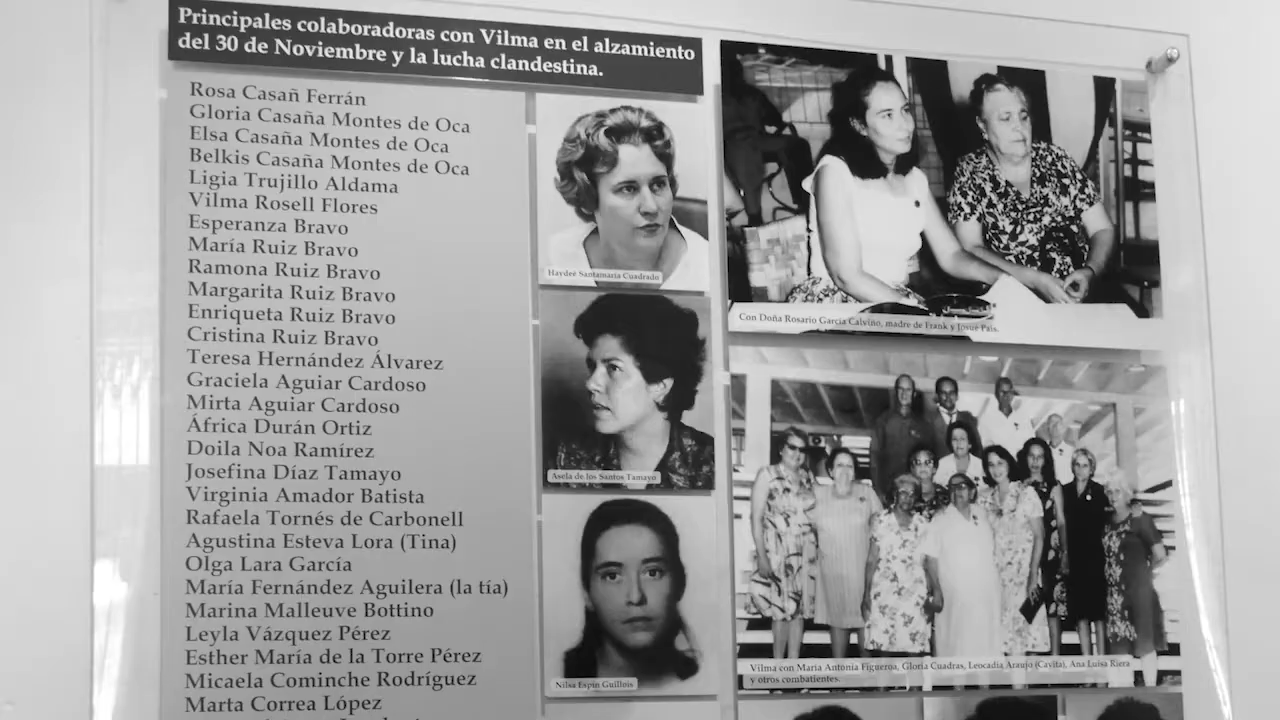 Principales colaboradoras con Vilma en el alzamiento
del 30 de Noviembre y la lucha clandestina.
Rosa Casañ Ferrán
Gloria Casaña Montes de Oca
Elsa Casaña Montes de Oca
Belkis Casaña Montes de Oca
Ligia Trujillo Aldama
Vilma Rosell Flores
Esperanza Bravo
María Ruiz Bravo
Ramona Ruiz Bravo
Margarita Ruiz Bravo
Enriqueta Ruiz Bravo
Cristina Ruiz Bravo
Teresa Hernández Álvarez
Graciela Aguiar Cardoso
Mirta Aguiar Cardoso
África Durán Ortiz
Doila Noa Ramírez
Josefina Díaz Tamayo
Virginia Amador Batista
Rafaela Tornés de Carbonell
Agustina Esteva Lora (Tina)
Olga Lara García
María Fernández Aguilera (la tía)
Marina Malleuve Bottino
Leyla Vázquez Pérez
Esther María de la Torre Pérez
Micaela Cominche Rodríguez
Marta Correa López
Haydeé Santamaría Cuadrado
Asela de los Santos Tamayo
Nilsa Espín Guillois
Con Doña Rosario García Calviño, madre de Frank y Josué País.
Vilma con María Antonia Figueroa, Gloria Cuadras, Leocadia Araujo (Cavita), Ana Luisa Riera
y otros combatientes.